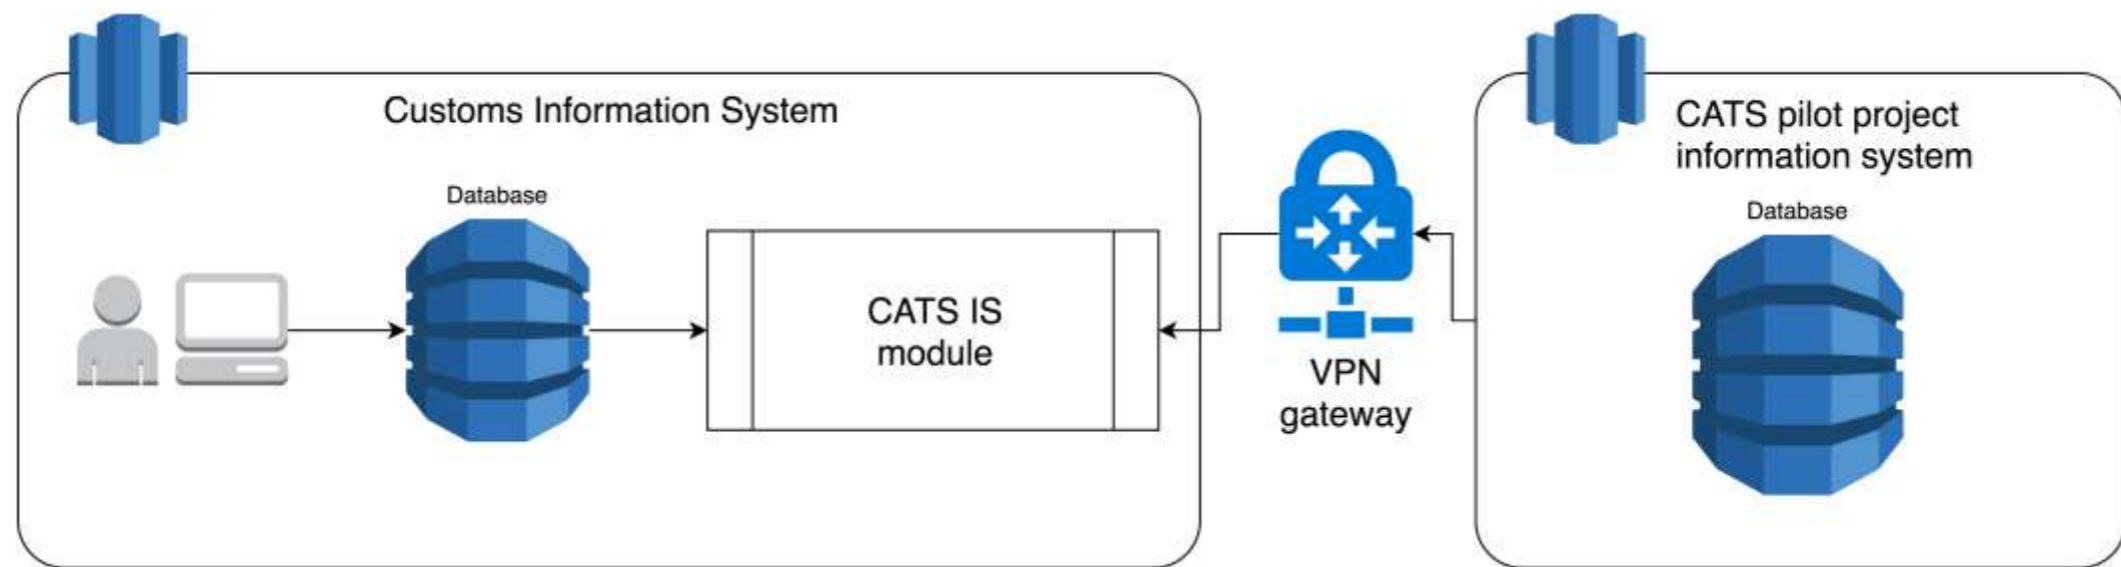 Customs Information System
Database
CATS IS
module
VPN
gateway
CATS pilot project
information system
Database